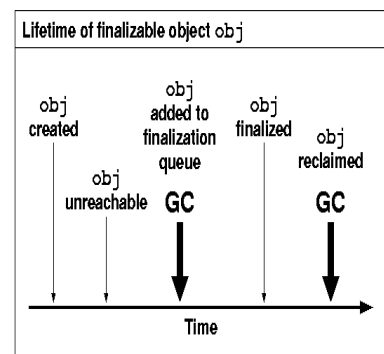 Lifetime of finalizable object obj
obj
created
obj
unreachable
obj
added to
finalization
queue
GC
obj
finalized
obj
reclaimed
GC
Time